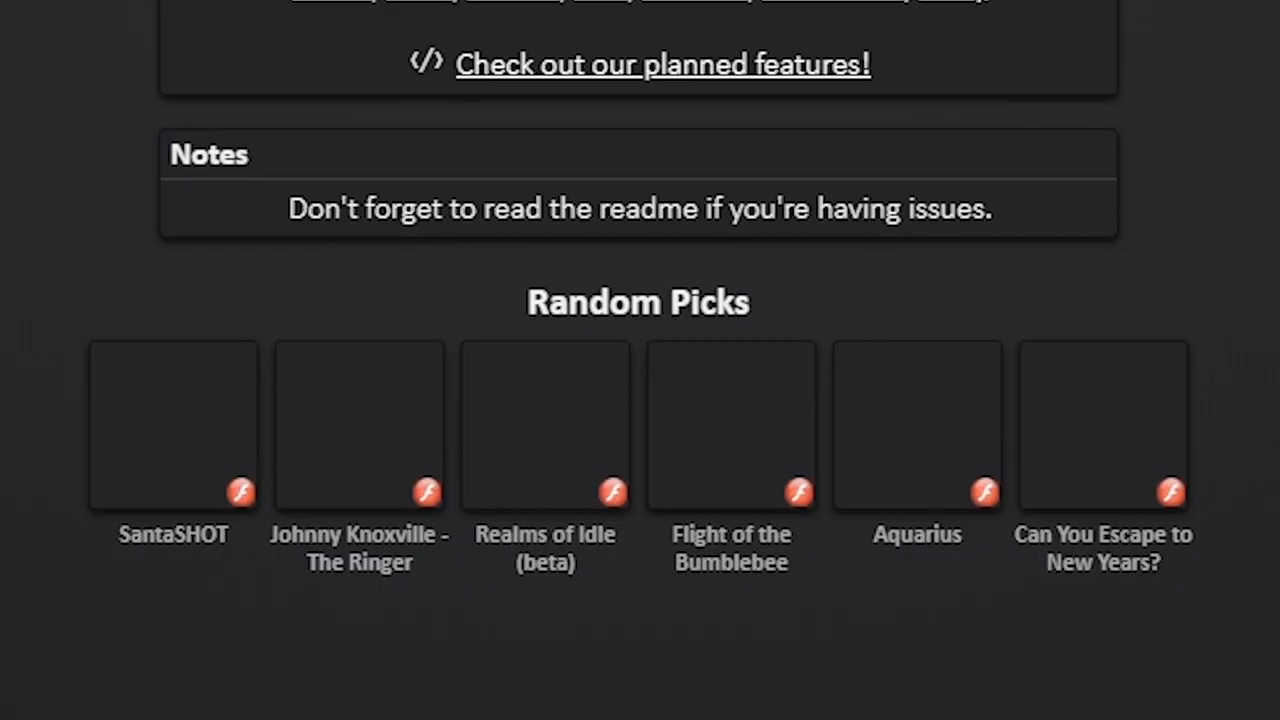 Check out our planned features!
Notes
Don't forget to read the readme if you're having issues.
Random Picks
SantaSHOT
Johnny Knoxville -
The Ringer
Realms of Idle
(beta)
Flight of the
Bumblebee
Aquarius
Can You Escape to
New Years?